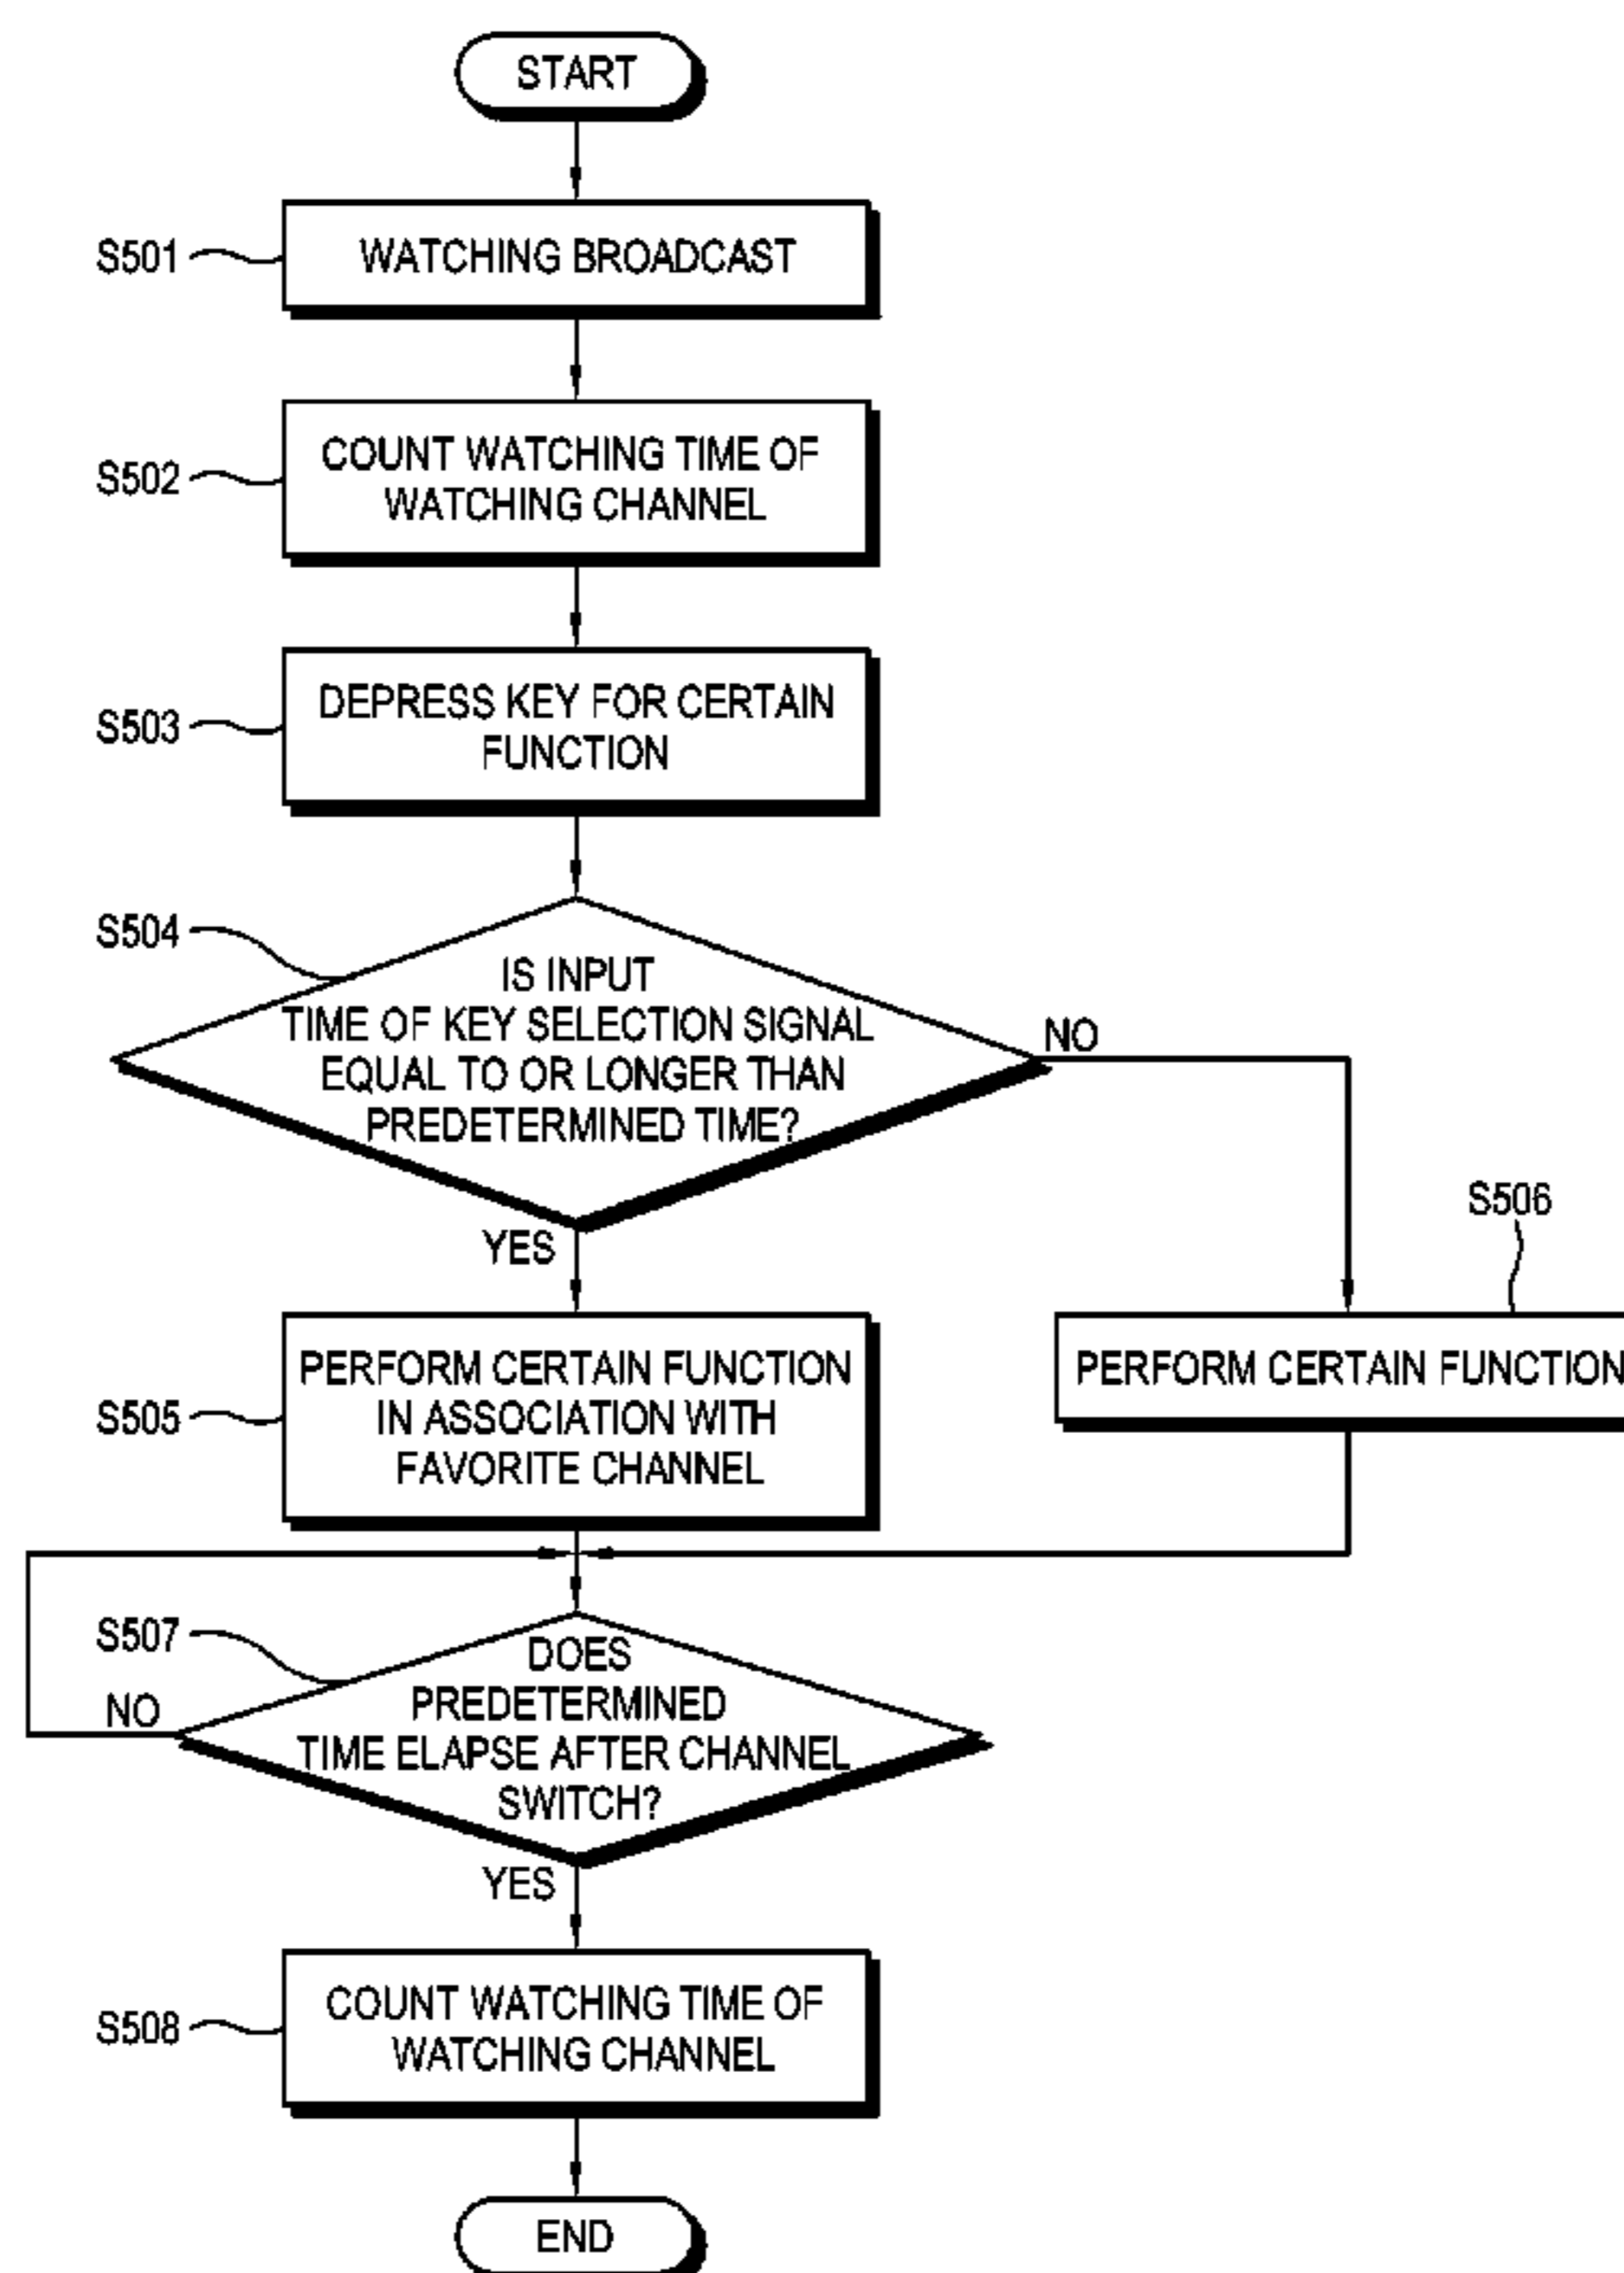 START
S501
WATCHING BROADCAST
S502
COUNT WATCHING TIME OF
WATCHING CHANNEL
S503
DEPRESS KEY FOR CERTAIN
FUNCTION
S504
IS INPUT
TIME OF KEY SELECTION SIGNAL
EQUAL TO OR LONGER THAN
PREDETERMINED TIME?
NO
YES
S506
PERFORM CERTAIN FUNCTION
S505
PERFORM CERTAIN FUNCTION
IN ASSOCIATION WITH
FAVORITE CHANNEL
S507
DOES
PREDETERMINED
TIME ELAPSE AFTER CHANNEL
SWITCH?
NO
YES
S508
COUNT WATCHING TIME OF
WATCHING CHANNEL
END